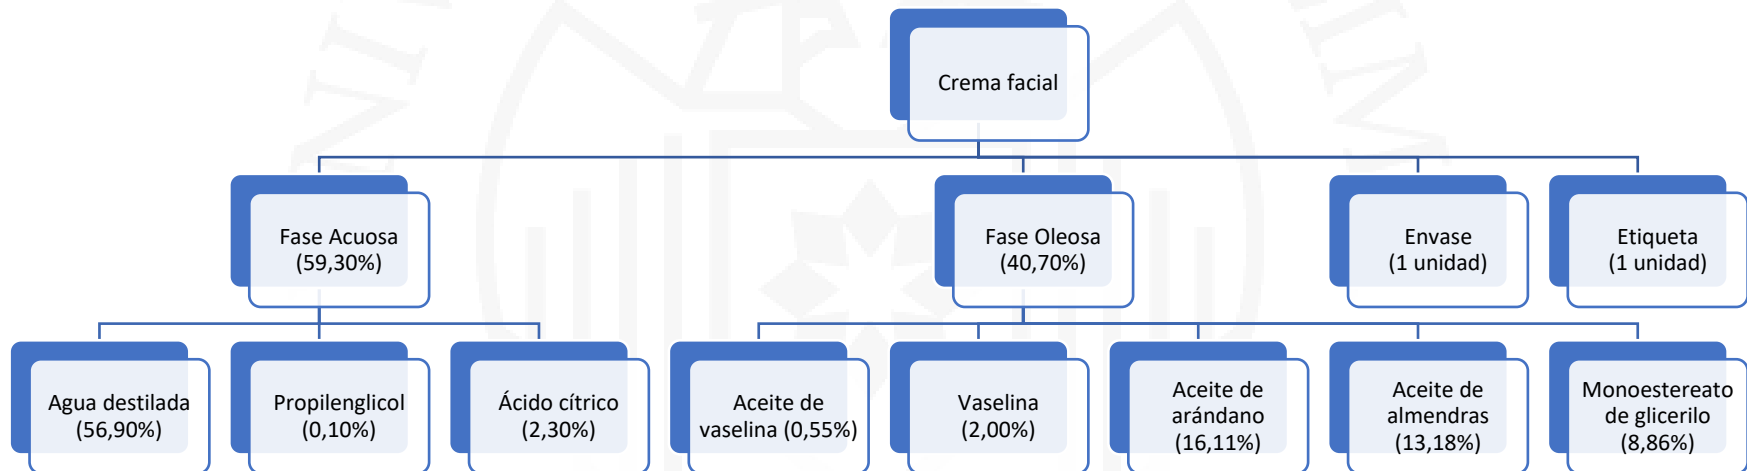 Crema facial
Fase Acuosa
(59,30%)
Fase Oleosa
(40,70%)
Envase
(1 unidad)
Etiqueta
(1 unidad)
Agua destilada
(56,90%)
Propilenglicol
(0,10%)
Ácido cítrico
(2,30%)
Aceite de
vaselina (0,55%)
Vaselina
(2,00%)
Aceite de
arándano
(16,11%)
Aceite de
almendras
(13,18%)
Monoestereato
de glicerilo
(8,86%)